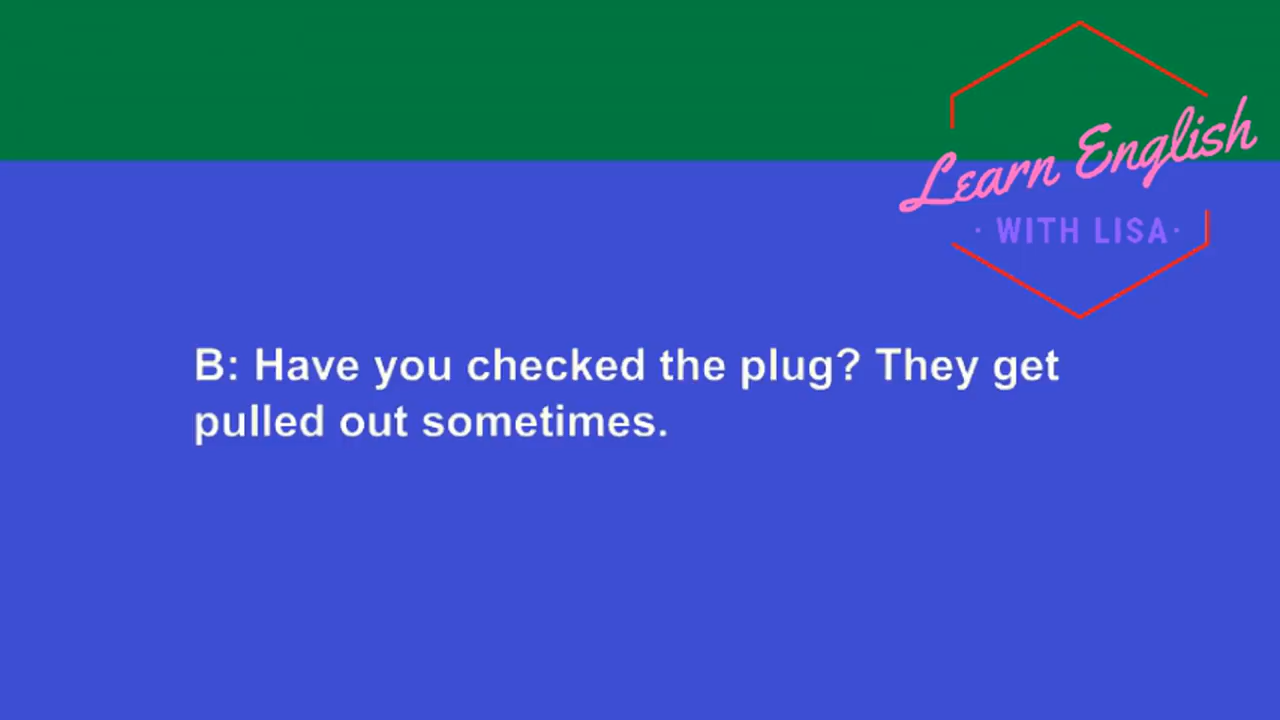 Learn English
· WITH LISA·
B: Have you checked the plug? They get
pulled out sometimes.